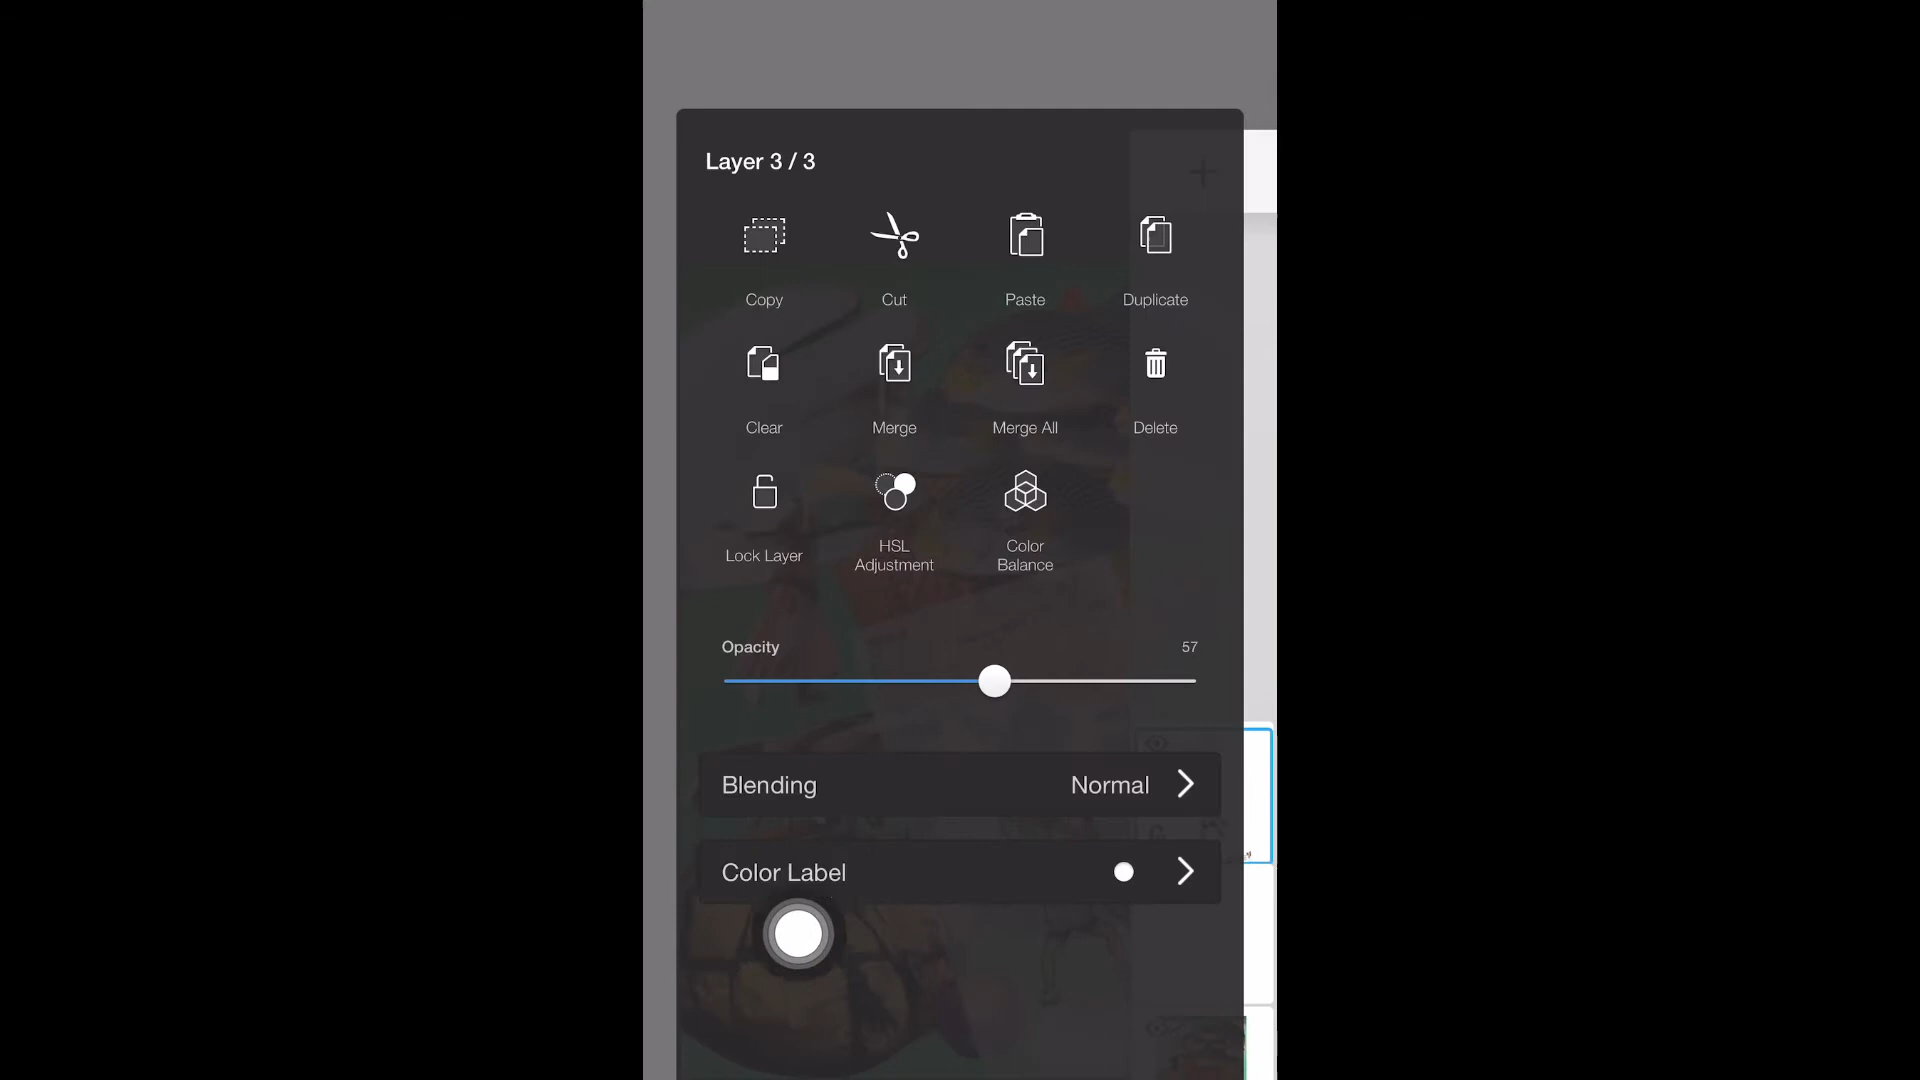 Layer 3 / 3
Copy
Cut
Paste
Duplicate
Clear
Merge
Merge All
Delete
Lock Layer
HSL
Adjustment
Color
Balance
Opacity
57
Blending
Normal
Color Label